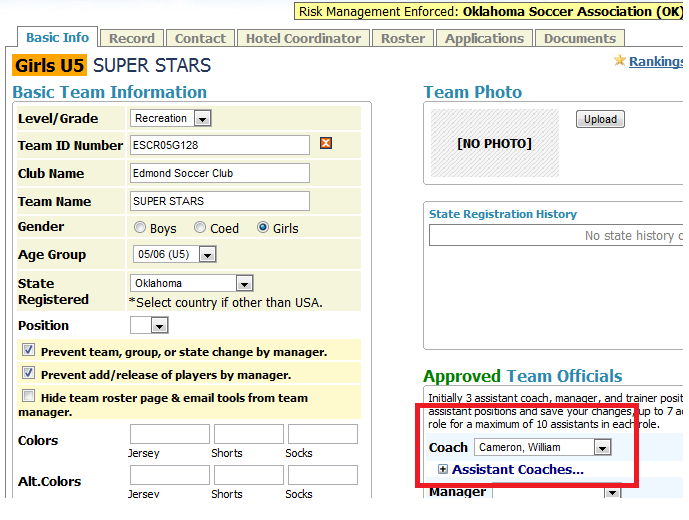 Risk Management Enforced: Oklahoma Soccer Association (OK)
Basic Info Record Contact Hotel Coordinator Roster Applications Documents
Girls U5 SUPER STARS
Rankings
Basic Team Information
Level/Grade Recreation
Team ID Number ESCR05G128
Club Name Edmond Soccer Club
Team Name SUPER STARS
Gender Boys Coed Girls
Age Group 05/06 (U5)
State Registered Oklahoma
*Select country if other than USA.
Position
Prevent team, group, or state change by manager.
Prevent add/release of players by manager.
Hide team roster page & email tools from team
manager.
Colors
Jersey Shorts Socks
Alt.Colors
Jersey Shorts Socks
Team Photo
[NO PHOTO]
Upload
State Registration History
No state history
Approved Team Officials
Initially 3 assistant coach, manager, and trainer
assistant positions and save your changes, up to 7
role for a maximum of 10 assistants in each role.
Coach Cameron, William
Assistant Coaches...
Manager